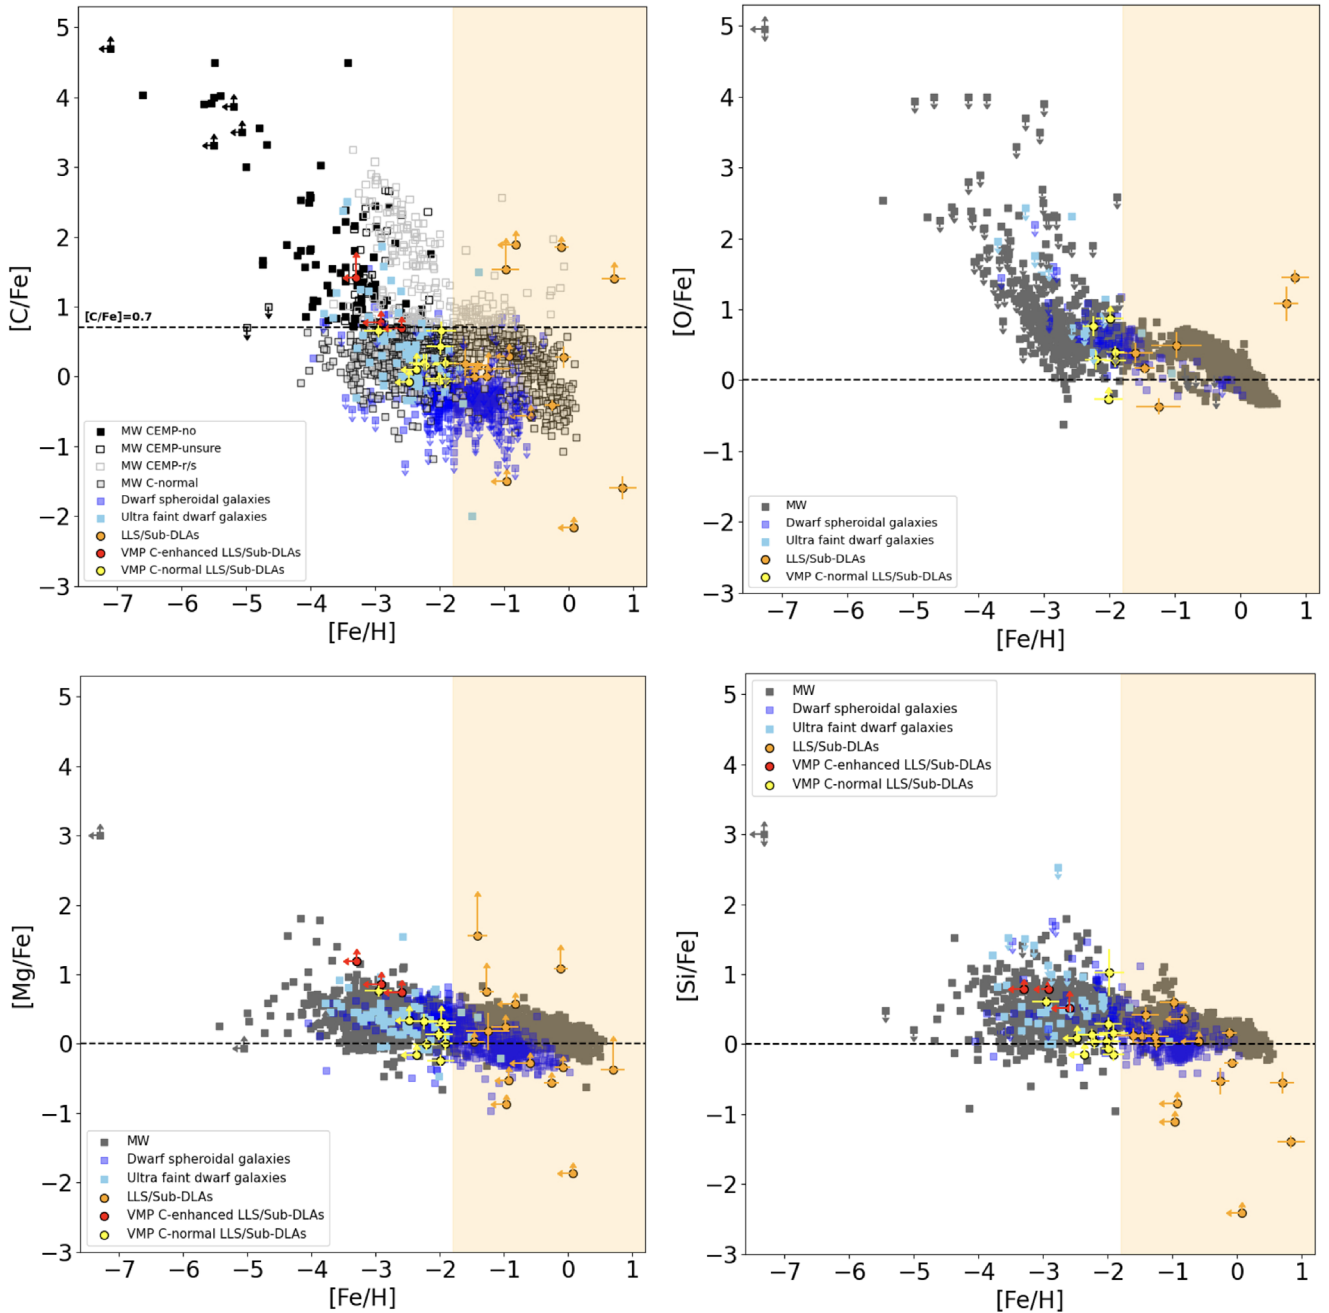 5
4
3
2
1
0
−1
−2
−3
[C/Fe]
[C/Fe]=0.7
MW CEMP-no
MW CEMP-unsure
MW CEMP-r/s
MW C-normal
Dwarf spheroidal galaxies
Ultra faint dwarf galaxies
LLS/Sub-DLAs
VMP C-enhanced LLS/Sub-DLAs
VMP C-normal LLS/Sub-DLAs
−7 −6 −5 −4 −3 −2 −1 0 1
[Fe/H]
5
4
3
2
1
0
−1
−2
−3
[O/Fe]
MW
Dwarf spheroidal galaxies
Ultra faint dwarf galaxies
LLS/Sub-DLAs
VMP C-normal LLS/Sub-DLAs
−7 −6 −5 −4 −3 −2 −1 0 1
[Fe/H]
5
4
3
2
1
0
−1
−2
−3
[Mg/Fe]
MW
Dwarf spheroidal galaxies
Ultra faint dwarf galaxies
LLS/Sub-DLAs
VMP C-enhanced LLS/Sub-DLAs
VMP C-normal LLS/Sub-DLAs
−7 −6 −5 −4 −3 −2 −1 0 1
[Fe/H]
MW
Dwarf spheroidal galaxies
Ultra faint dwarf galaxies
LLS/Sub-DLAs
VMP C-enhanced LLS/Sub-DLAs
VMP C-normal LLS/Sub-DLAs
5
4
3
2
1
0
−1
−2
−3
[Si/Fe]
−7 −6 −5 −4 −3 −2 −1 0 1
[Fe/H]